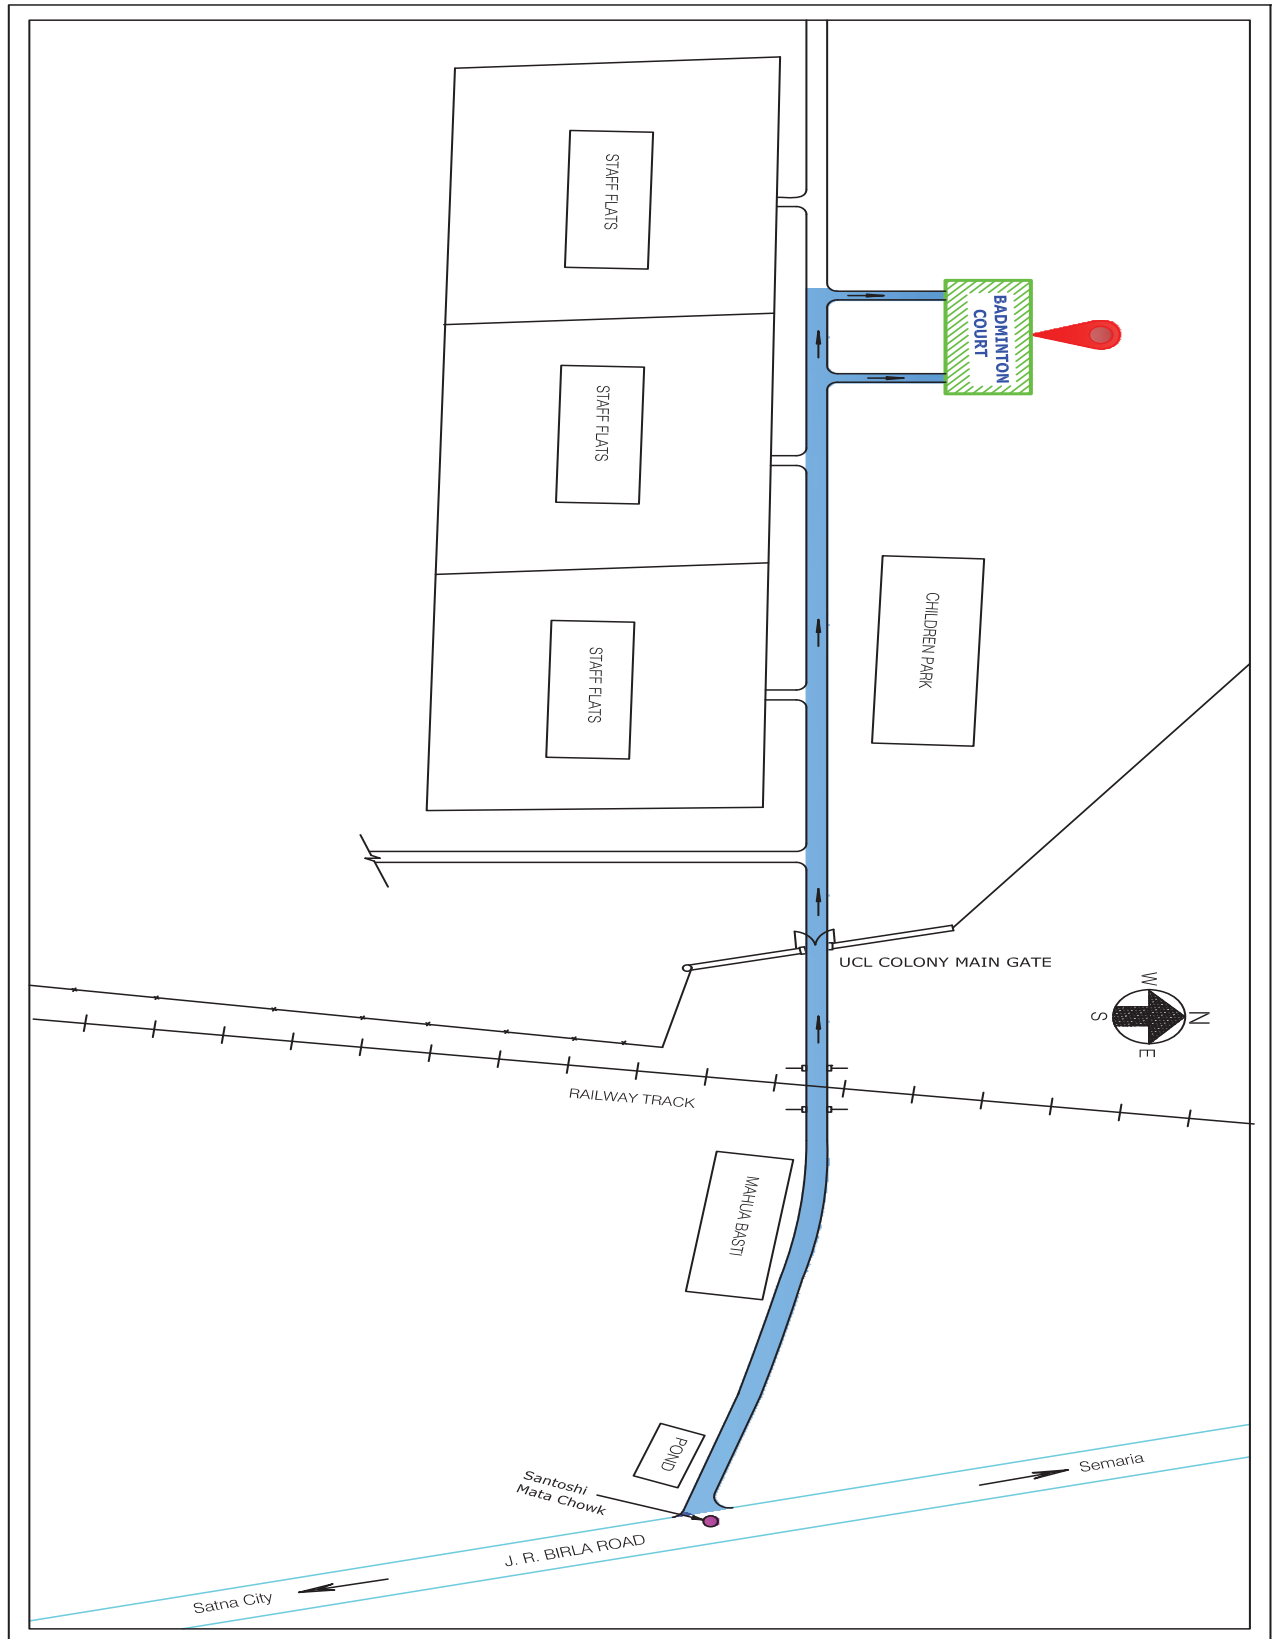 STAFF FLATS
BADMINTON
COURT
STAFF FLATS
CHILDREN PARK
STAFF FLATS
UCL COLONY MAIN GATE
W
N
S
E
RAILWAY TRACK
MAHUA BASTI
POND
Santoshi
Mata Chowk
Semaria
J. R. BIRLA ROAD
Satna City